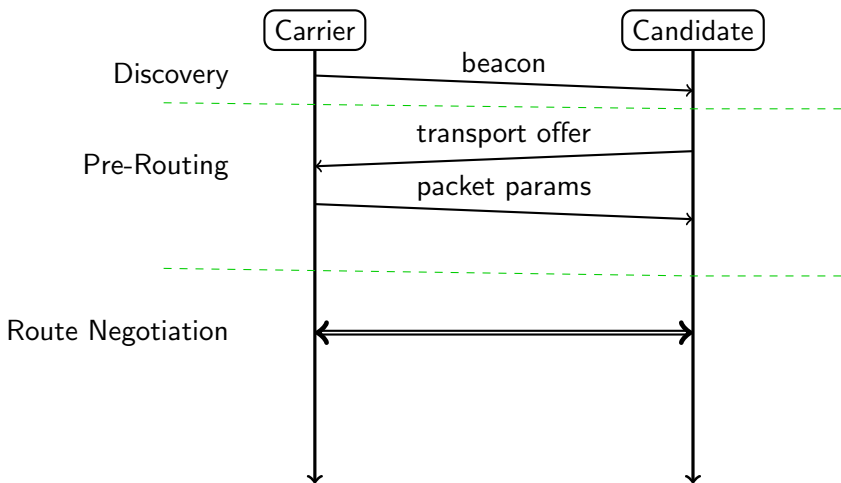 Carrier
Candidate
Discovery
beacon
transport offer
Pre-Routing
packet params
Route Negotiation